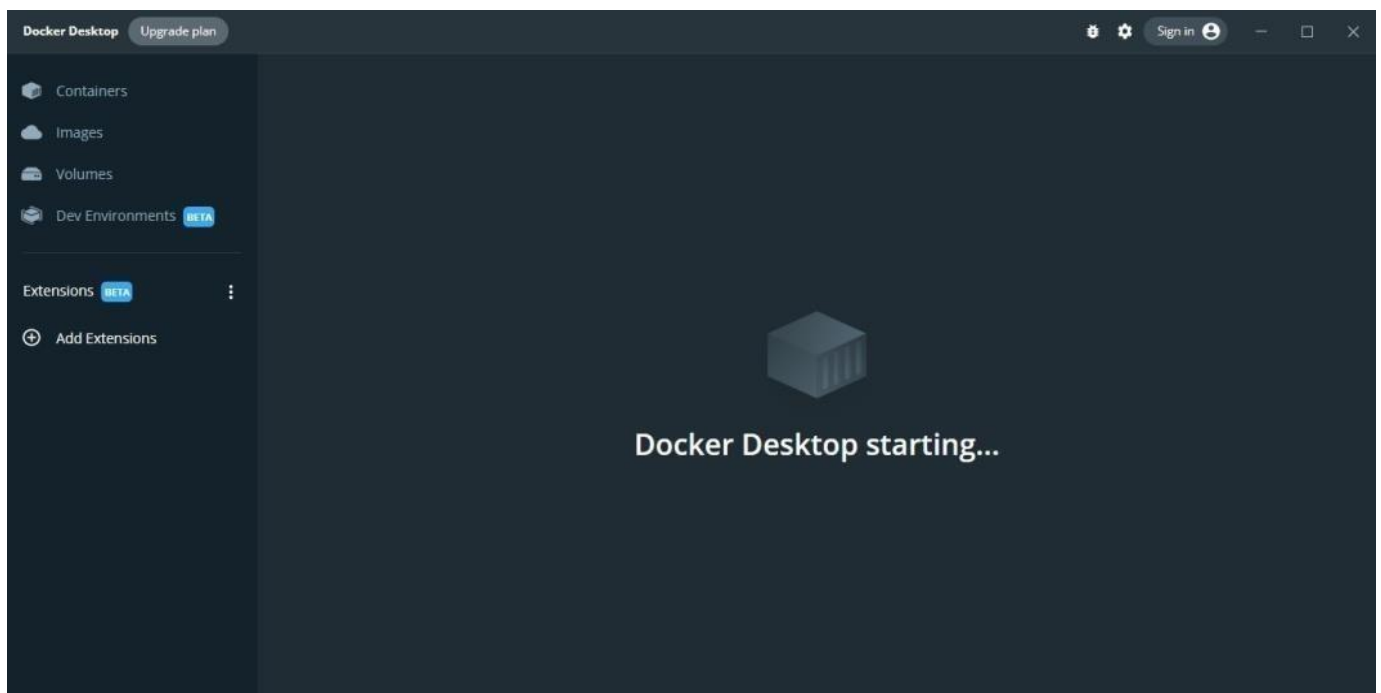 Docker Desktop Upgrade plan Sign in
Containers
Images
Volumes
Dev Environments BETA
Extensions BETA
Add Extensions
Docker Desktop starting...